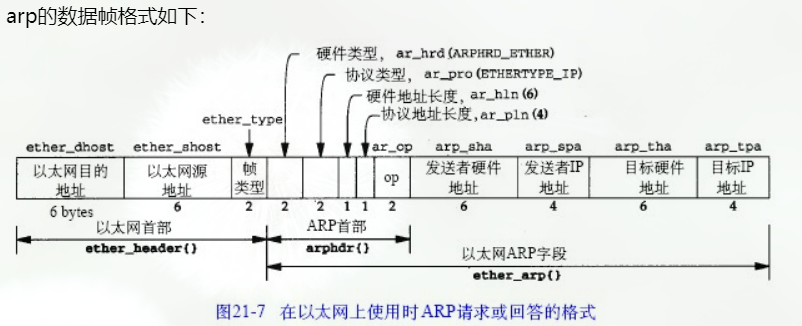 arp的数据帧格式如下：
硬件类型，ar_hrd(ARPHRD_ETHER)
协议类型，ar_pro(ETHERTYPE_IP)
硬件地址长度,ar_hln(6)
协议地址长度,ar_pln(4)
ether_type
ether_dhost ether_shost ar_op arp_sha arp_spa arp_tha arp_tpa
以太网目的 以太网源 帧 op 发送者硬件 发送者IP 目标硬件 目标IP
地址 地址 类型 地址 地址 地址 地址
6 bytes 6 2 2 2 1 1 2 6 4 6 4
以太网首部 ARP首部
ether_header{} arphdr{} 以太网ARP字段
ether_arp{}
图21-7 在以太网上使用时ARP请求或回答的格式